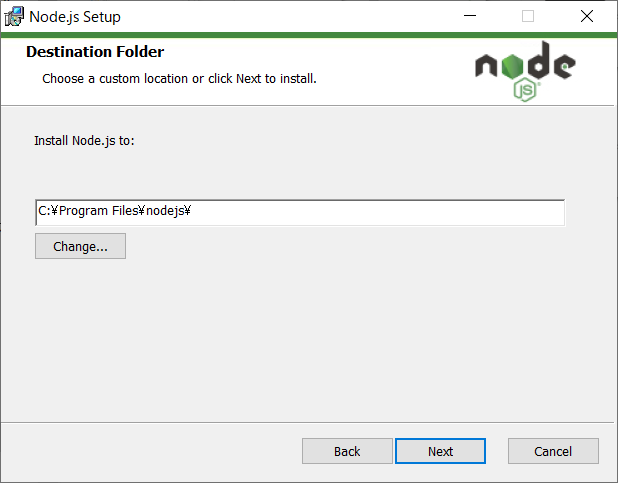 Node.js Setup
Destination Folder
Choose a custom location or click Next to install.
node
JS
Install Node.js to:
C:¥Program Files¥nodejs¥
Change...
Back
Next
Cancel